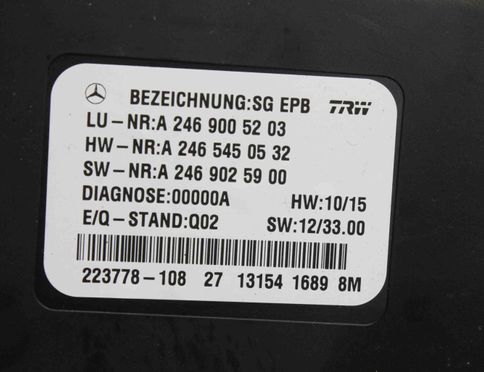 BEZEICHNUNG:SG EPB TRW
LU-NR:A 246 900 52 03
HW-NR:A 246 545 05 32
SW-NR:A 246 902 59 00
DIAGNOSE:00000A HW:10/15
E/Q-STAND:Q02 SW:12/33.00
223778-108 27 13154 1689 8M